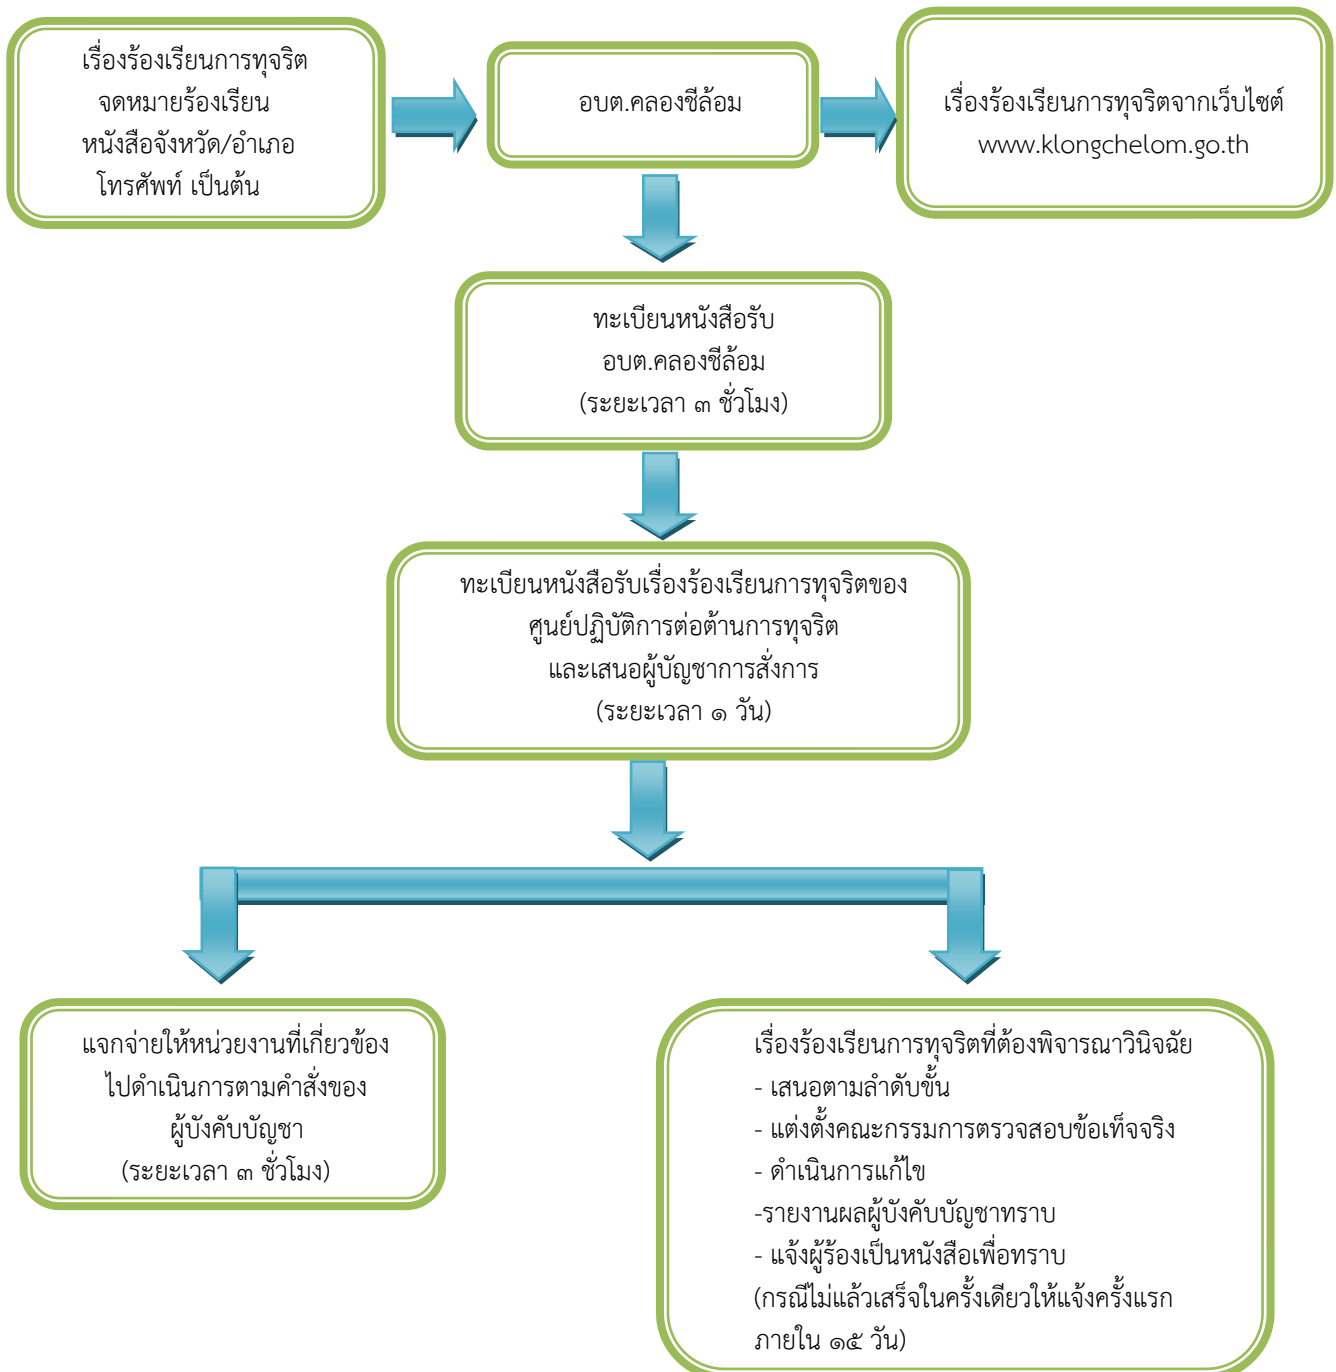 เรื่องร้องเรียนการทุจริต
จดหมายร้องเรียน
หนังสือจังหวัด/อำเภอ
โทรศัพท์ เป็นต้น
อบต.คลองชีล้อม
เรื่องร้องเรียนการทุจริตจากเว็บไซต์
www.klongchelom.go.th
ทะเบียนหนังสือรับ
อบต.คลองชีล้อม
(ระยะเวลา ๓ ชั่วโมง)
ทะเบียนหนังสือรับเรื่องร้องเรียนการทุจริตของ
ศูนย์ปฏิบัติการต่อต้านการทุจริต
และเสนอผู้บัญชาการสั่งการ
(ระยะเวลา ๑ วัน)
แจกจ่ายให้หน่วยงานที่เกี่ยวข้อง
ไปดำเนินการตามคำสั่งของ
ผู้บังคับบัญชา
(ระยะเวลา ๓ ชั่วโมง)
เรื่องร้องเรียนการทุจริตที่ต้องพิจารณาวินิจฉัย
- เสนอตามลำดับขั้น
- แต่งตั้งคณะกรรมการตรวจสอบข้อเท็จจริง
- ดำเนินการแก้ไข
-รายงานผลผู้บังคับบัญชาทราบ
- แจ้งผู้ร้องเป็นหนังสือเพื่อทราบ
(กรณีไม่แล้วเสร็จในครั้งเดียวให้แจ้งครั้งแรก
ภายใน ๑๕ วัน)